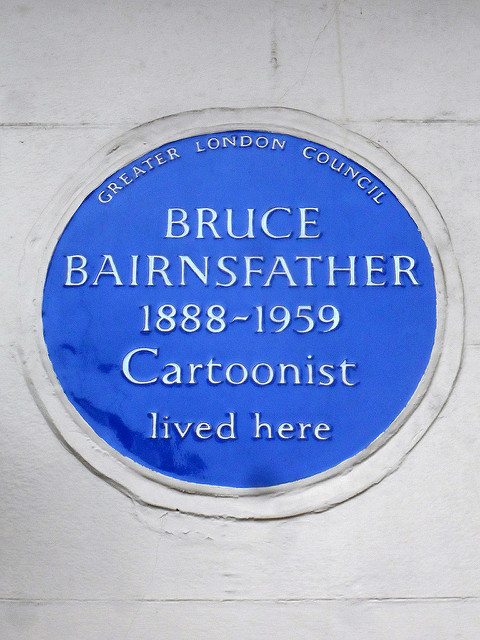 GREATER LONDON COUNCIL
BRUCE
BAIRNSFATHER
1888~1959
Cartoonist
lived here